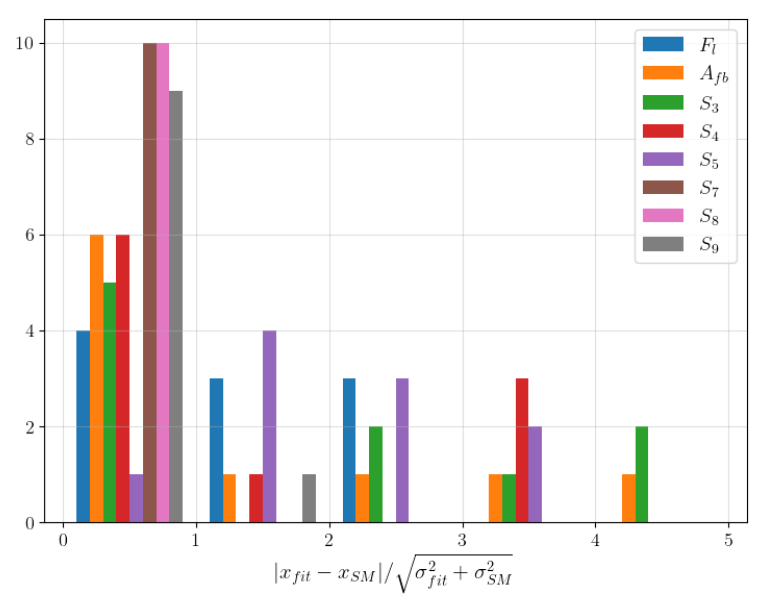 10
8
6
4
2
0
F_l
A_{fb}
S_3
S_4
S_5
S_7
S_8
S_9
0 1 2 3 4 5
|x_{fit} − x_{SM}|/√(σ²_{fit} + σ²_{SM})